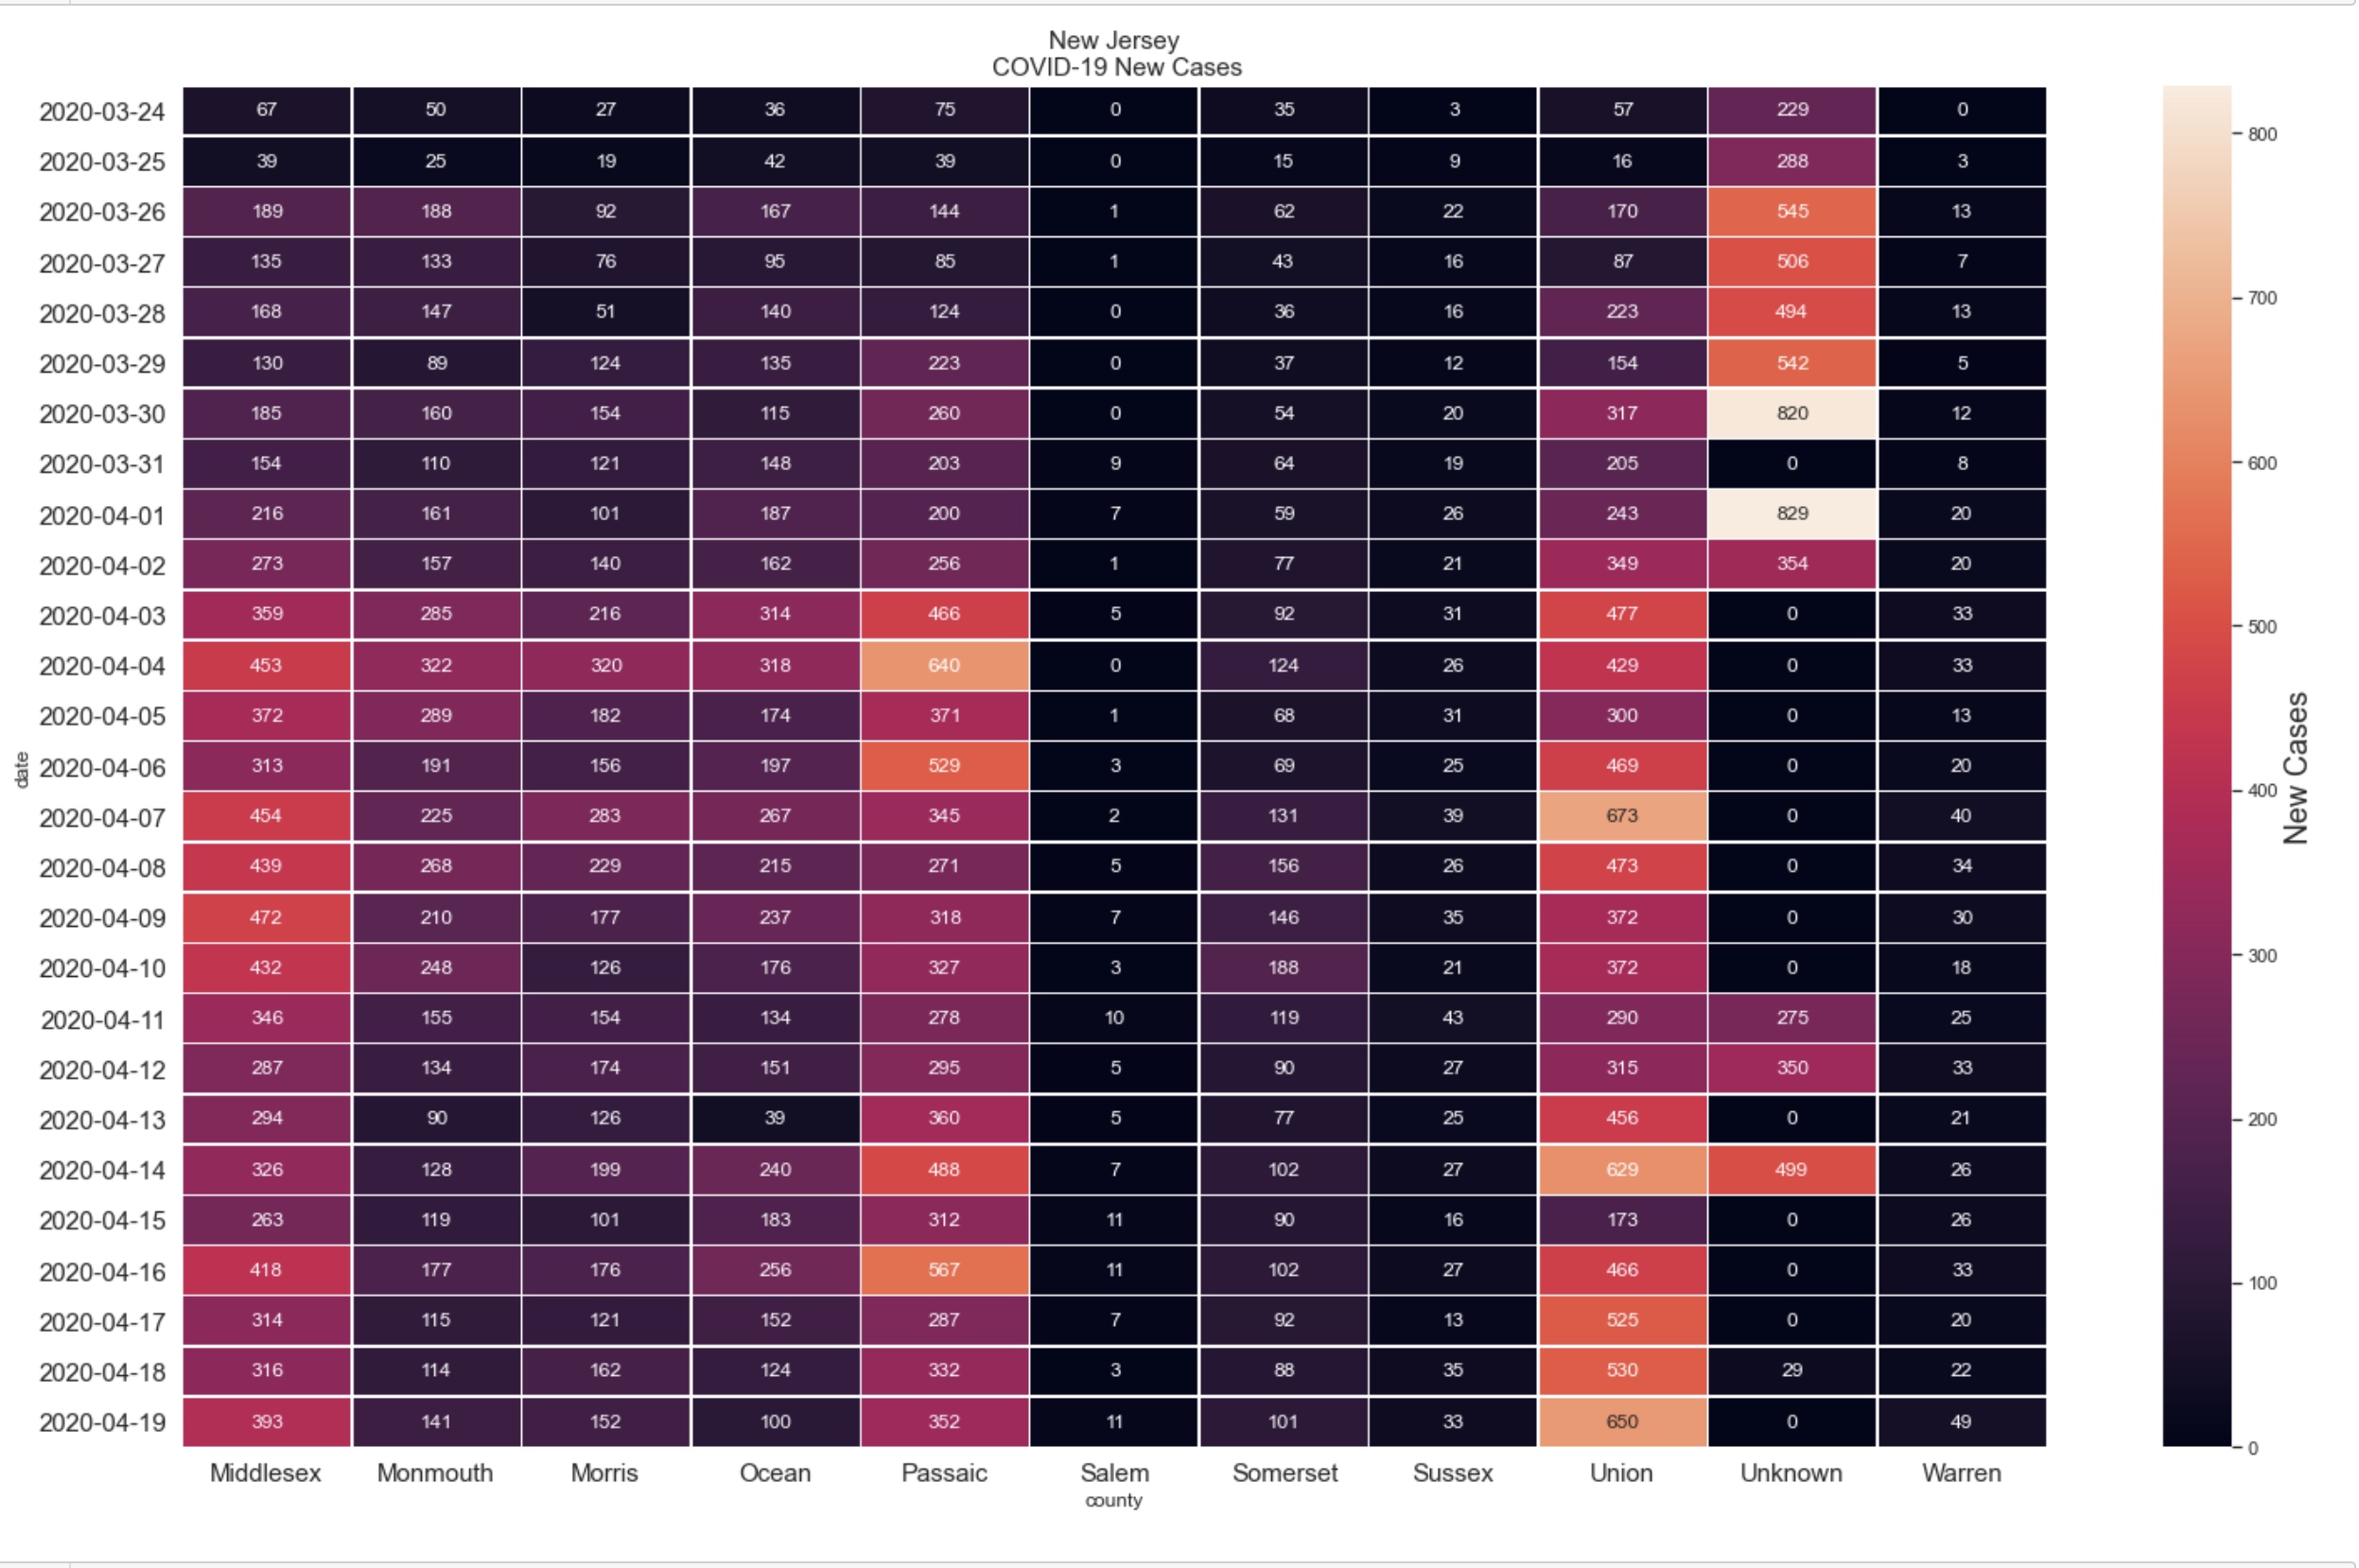 New Jersey
COVID-19 New Cases
2020-03-24 67 50 27 36 75 0 35 3 57 229 0
2020-03-25 39 25 19 42 39 0 15 9 16 288 3
2020-03-26 189 188 92 167 144 1 62 22 170 545 13
2020-03-27 135 133 76 95 85 1 43 16 87 506 7
2020-03-28 168 147 51 140 124 0 36 16 223 494 13
2020-03-29 130 89 124 135 223 0 37 12 154 542 5
2020-03-30 185 160 154 115 260 0 54 20 317 820 12
2020-03-31 154 110 121 148 203 9 64 19 205 0 8
2020-04-01 216 161 101 187 200 7 59 26 243 829 20
2020-04-02 273 157 140 162 256 1 77 21 349 354 20
2020-04-03 359 285 216 314 466 5 92 31 477 0 33
2020-04-04 453 322 320 318 640 0 124 26 429 0 33
2020-04-05 372 289 182 174 371 1 68 31 300 0 13
2020-04-06 313 191 156 197 529 3 69 25 469 0 20
2020-04-07 454 225 283 267 345 2 131 39 673 0 40
2020-04-08 439 268 229 215 271 5 156 26 473 0 34
2020-04-09 472 210 177 237 318 7 146 35 372 0 30
2020-04-10 432 248 126 176 327 3 188 21 372 0 18
2020-04-11 346 155 154 134 278 10 119 43 290 275 25
2020-04-12 287 134 174 151 295 5 90 27 315 350 33
2020-04-13 294 90 126 39 360 5 77 25 456 0 21
2020-04-14 326 128 199 240 488 7 102 27 629 499 26
2020-04-15 263 119 101 183 312 11 90 16 173 0 26
2020-04-16 418 177 176 256 567 11 102 27 466 0 33
2020-04-17 314 115 121 152 287 7 92 13 525 0 20
2020-04-18 316 114 162 124 332 3 88 35 530 29 22
2020-04-19 393 141 152 100 352 11 101 33 650 0 49
Middlesex Monmouth Morris Ocean Passaic Salem Somerset Sussex Union Unknown Warren
county
date
800
700
600
500
400
300
200
100
0
New Cases